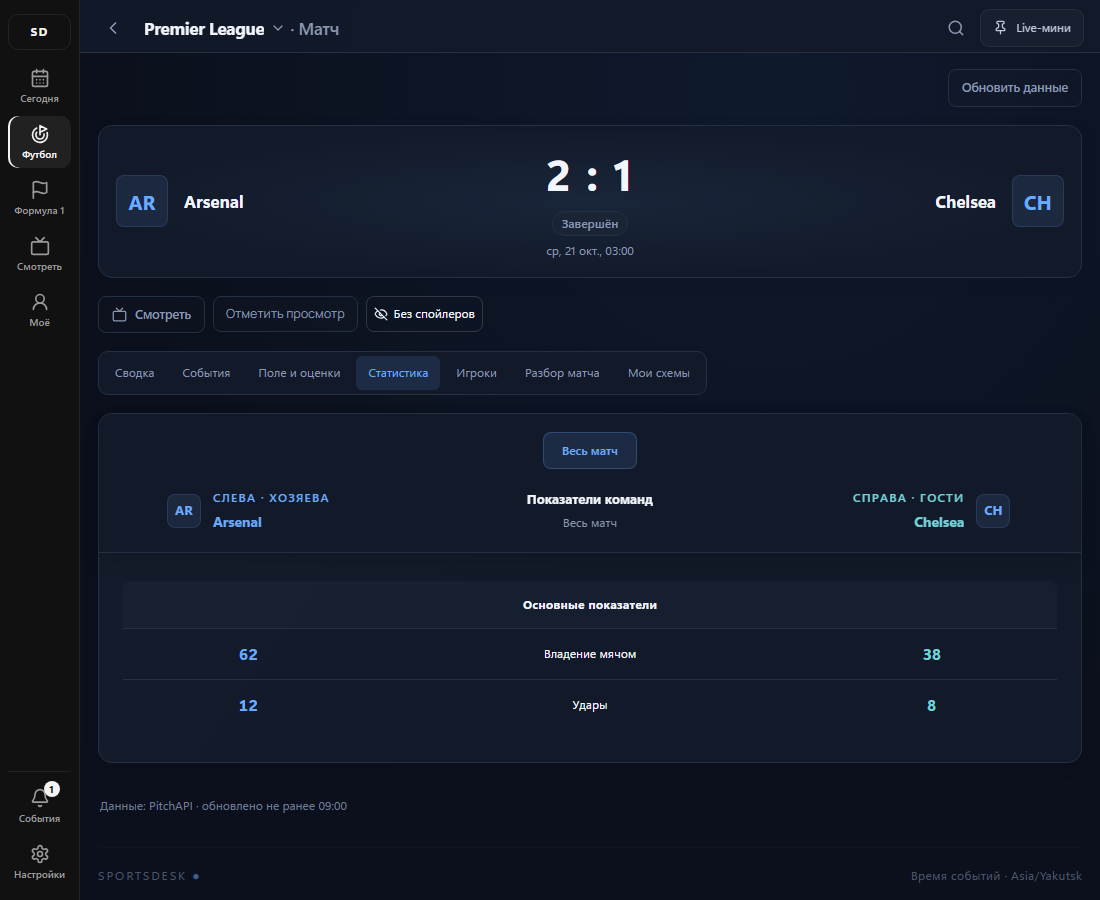 SD
Сегодня
Футбол
Формула 1
Смотреть
Моё
1
События
Настройки
Premier League · Матч
Live-мини
Обновить данные
AR Arsenal
2 : 1
Завершён
ср, 21 окт., 03:00
Chelsea CH
Смотреть
Отметить просмотр
Без спойлеров
Сводка
События
Поле и оценки
Статистика
Игроки
Разбор матча
Мои схемы
Весь матч
AR
СЛЕВА · ХОЗЯЕВА
Arsenal
Показатели команд
Весь матч
СПРАВА · ГОСТИ
Chelsea
CH
Основные показатели
62 Владение мячом 38
12 Удары 8
Данные: PitchAPI · обновлено не ранее 09:00
SPORTSDESK
Время событий · Asia/Yakutsk